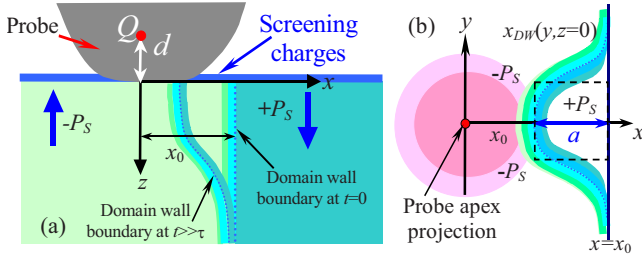 Probe
Q
d
Screening
charges
x
-P_S
+P_S
x_0
z
Domain wall
boundary at t=0
Domain wall
boundary at t>>τ
(a)
(b)
y
x_DW(y,z=0)
-P_S
+P_S
x
x_0
a
-P_S
Probe apex
projection
x=x_0